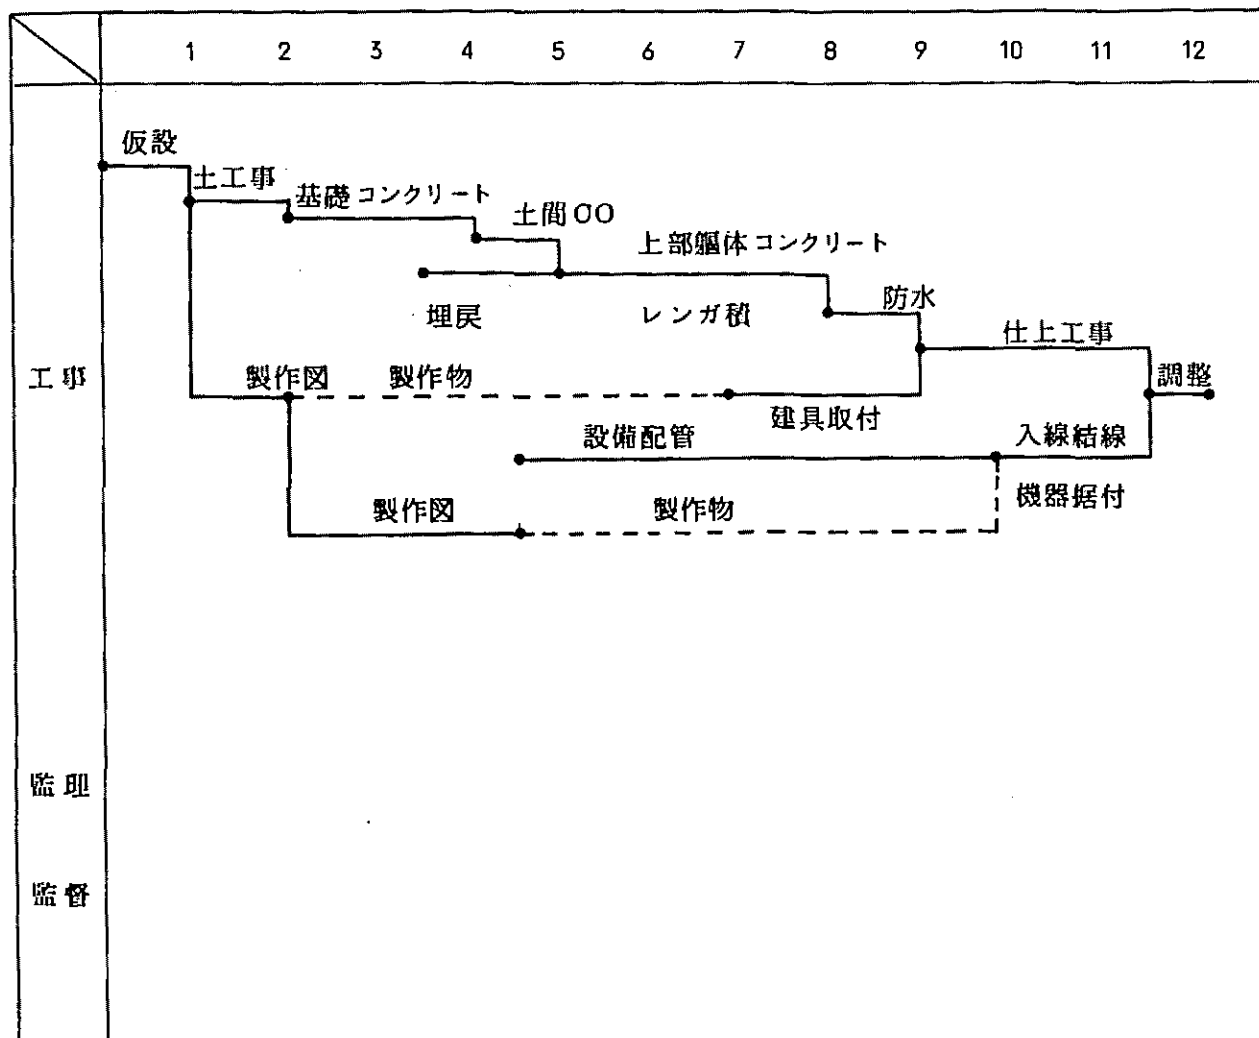 1 2 3 4 5 6 7 8 9 10 11 12
仮設
土工事
基礎コンクリート
土間〇〇
上部軀体コンクリート
埋戻
レンガ積
防水
仕上工事
工事
製作図
製作物
建具取付
調整
設備配管
入線結線
製作図
製作物
機器据付
監理
監督